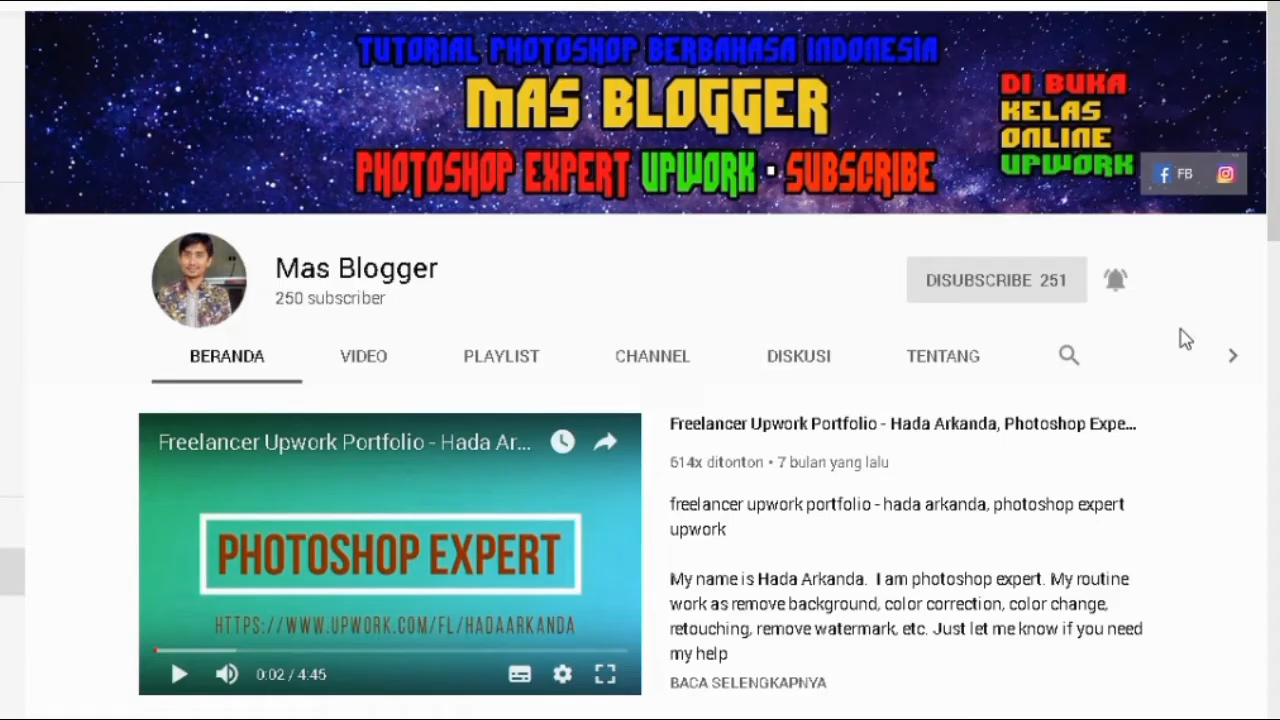 TUTORIAL PHOTOSHOP BERBAHASA INDONESIA
MAS BLOGGER
PHOTOSHOP EXPERT UPWORK • SUBSCRIBE
DI BUKA
KELAS
ONLINE
UPWORK
FB
Mas Blogger
250 subscriber
DISUBSCRIBE 251
BERANDA
VIDEO
PLAYLIST
CHANNEL
DISKUSI
TENTANG
Freelancer Upwork Portfolio - Hada Ar...
PHOTOSHOP EXPERT
HTTPS://WWW.UPWORK.COM/FL/HADAARKANDA
0:02 / 4:45
Freelancer Upwork Portfolio - Hada Arkanda, Photoshop Expe...
514x ditonton • 7 bulan yang lalu
freelancer upwork portfolio - hada arkanda, photoshop expert
upwork
My name is Hada Arkanda. I am photoshop expert. My routine
work as remove background, color correction, color change,
retouching, remove watermark, etc. Just let me know if you need
my help
BACA SELENGKAPNYA